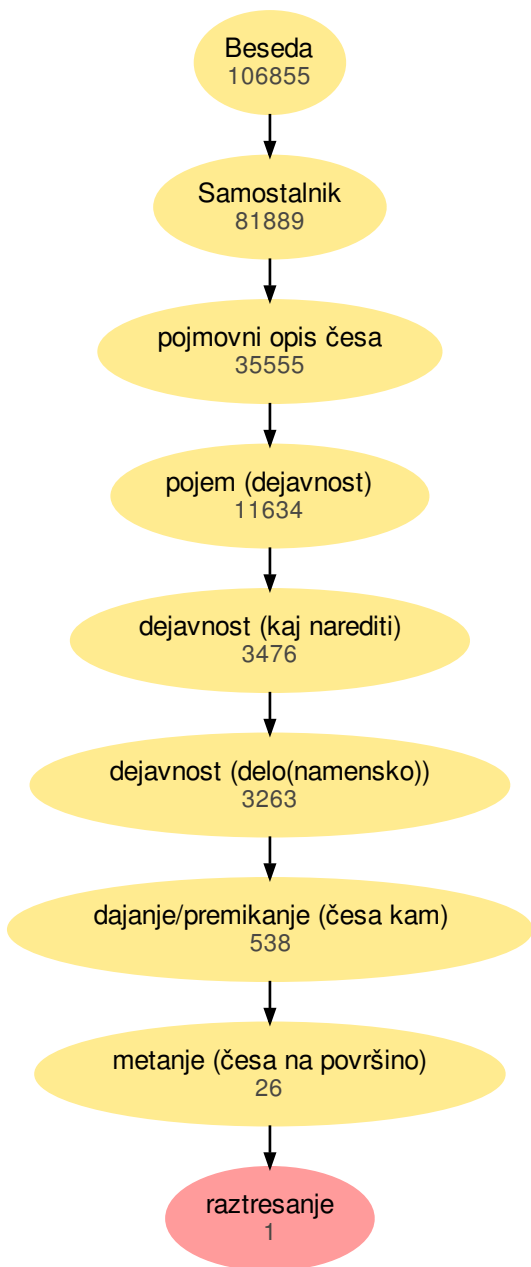 Beseda
106855
Samostalnik
81889
pojmovni opis česa
35555
pojem (dejavnost)
11634
dejavnost (kaj narediti)
3476
dejavnost (delo(namensko))
3263
dajanje/premikanje (česa kam)
538
metanje (česa na površino)
26
raztresanje
1